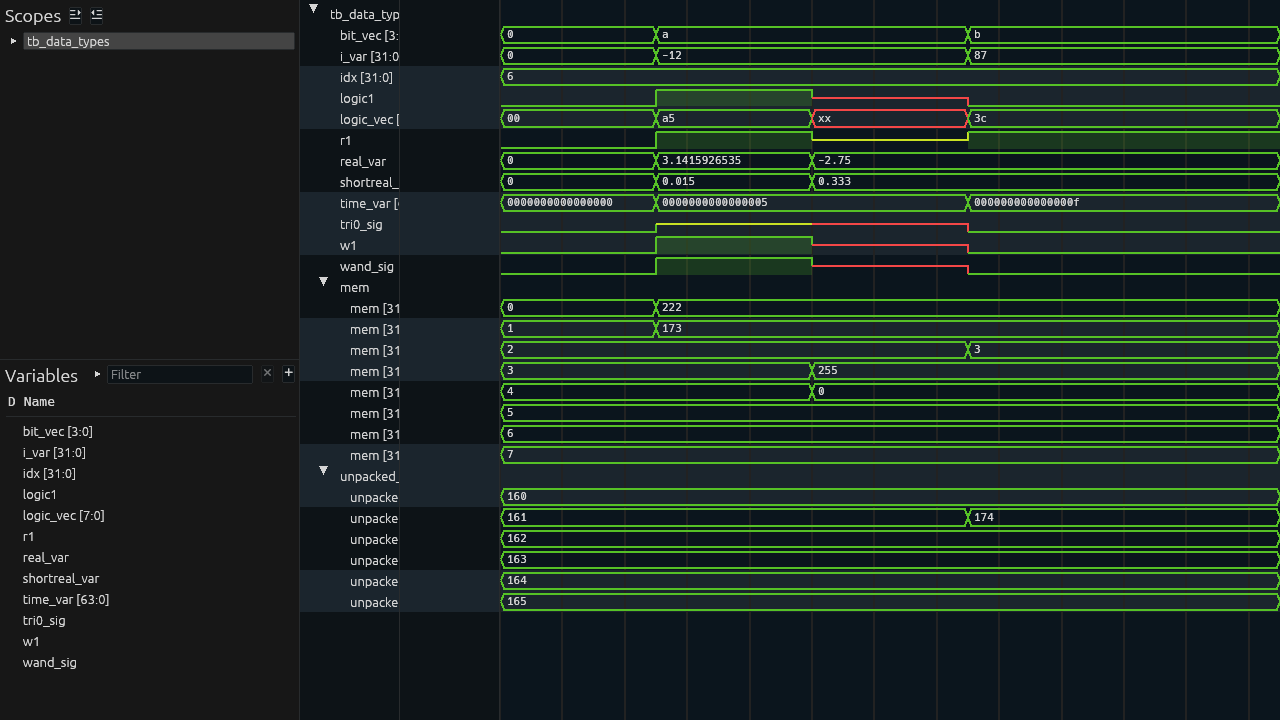 Scopes
tb_data_types
Variables
Filter
D Name
bit_vec [3:0]
i_var [31:0]
idx [31:0]
logic1
logic_vec [7:0]
r1
real_var
shortreal_var
time_var [63:0]
tri0_sig
w1
wand_sig
tb_data_typ
bit_vec [3: 0 a b
i_var [31:0 0 -12 87
idx [31:0] 6
logic1
logic_vec [ 00 a5 xx 3c
r1
real_var 0 3.1415926535 -2.75
shortreal_ 0 0.015 0.333
time_var [ 0000000000000000 0000000000000005 000000000000000f
tri0_sig
w1
wand_sig
mem
mem [31 0 222
mem [31 1 173
mem [31 2 3
mem [31 3 255
mem [31 4 0
mem [31 5
mem [31 6
mem [31 7
unpacked_
unpacke 160
unpacke 161 174
unpacke 162
unpacke 163
unpacke 164
unpacke 165